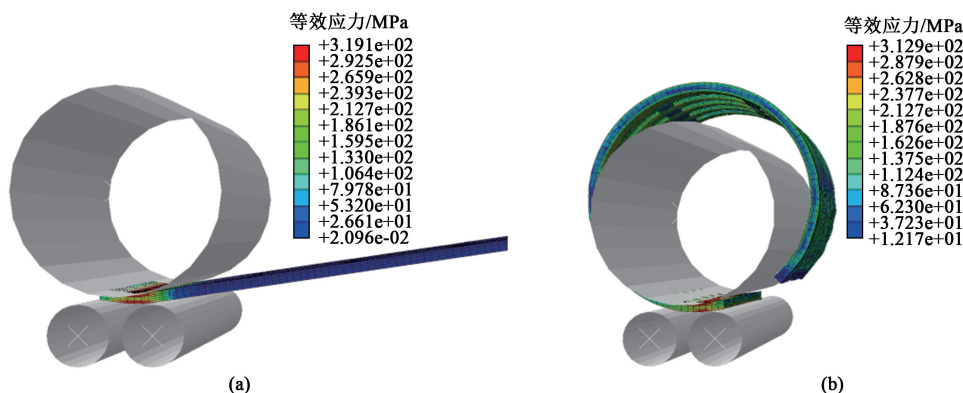 等效应力/MPa
+3.191e+02
+2.925e+02
+2.659e+02
+2.393e+02
+2.127e+02
+1.861e+02
+1.595e+02
+1.330e+02
+1.064e+02
+7.978e+01
+5.320e+01
+2.661e+01
+2.096e-02
(a)
等效应力/MPa
+3.129e+02
+2.879e+02
+2.628e+02
+2.377e+02
+2.127e+02
+1.876e+02
+1.626e+02
+1.375e+02
+1.124e+02
+8.736e+01
+6.230e+01
+3.723e+01
+1.217e+01
(b)